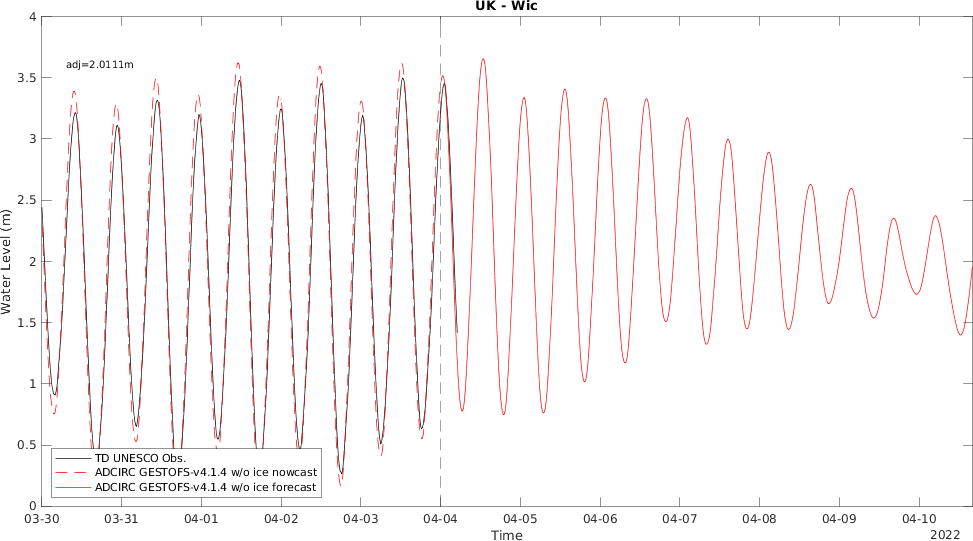 UK - Wic
adj=2.0111m
4
3.5
3
2.5
2
1.5
1
0.5
0
Water Level (m)
TD UNESCO Obs.
ADCIRC GESTOFS-v4.1.4 w/o ice nowcast
ADCIRC GESTOFS-v4.1.4 w/o ice forecast
03-30 03-31 04-01 04-02 04-03 04-04 04-05 04-06 04-07 04-08 04-09 04-10
2022
Time